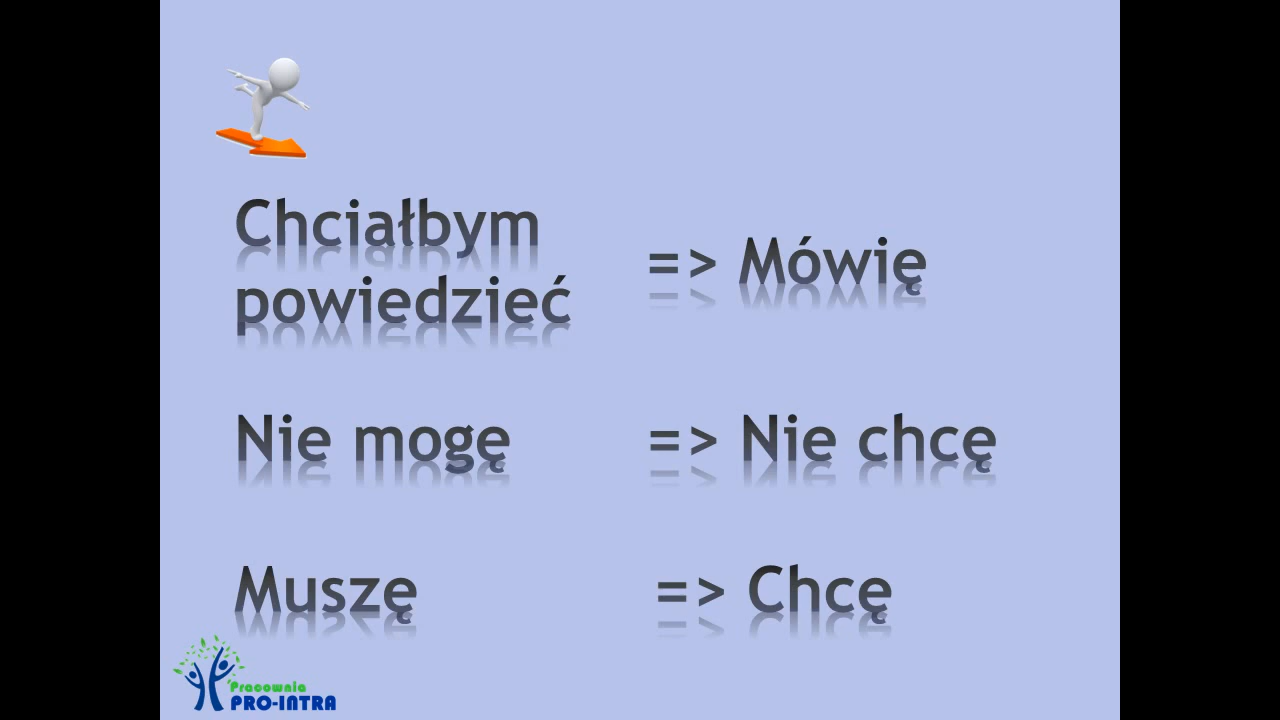 Chciałbym
powiedzieć
=> Mówię
Nie mogę => Nie chcę
Muszę => Chcę
Pracownia
PRO-INTRA